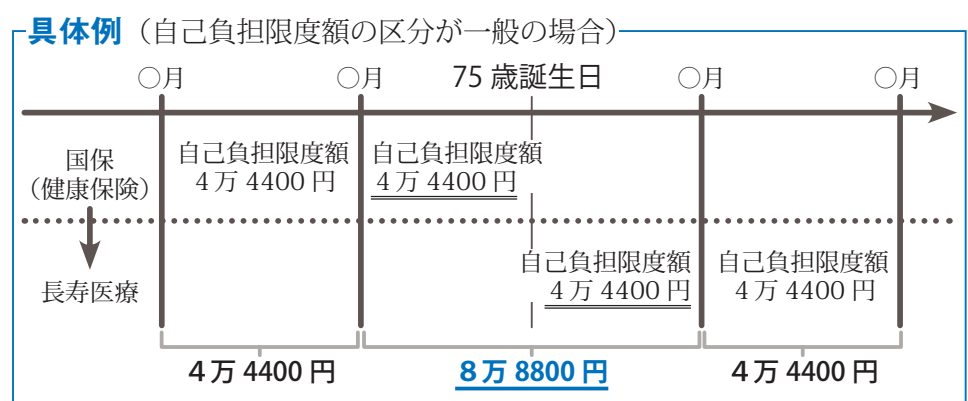 具体例（自己負担限度額の区分が一般の場合）
○月 ○月 75歳誕生日 ○月 ○月
国保
（健康保険）
自己負担限度額
4万4400円
自己負担限度額
4万4400円
長寿医療
自己負担限度額
4万4400円
自己負担限度額
4万4400円
4万4400円 8万8800円 4万4400円